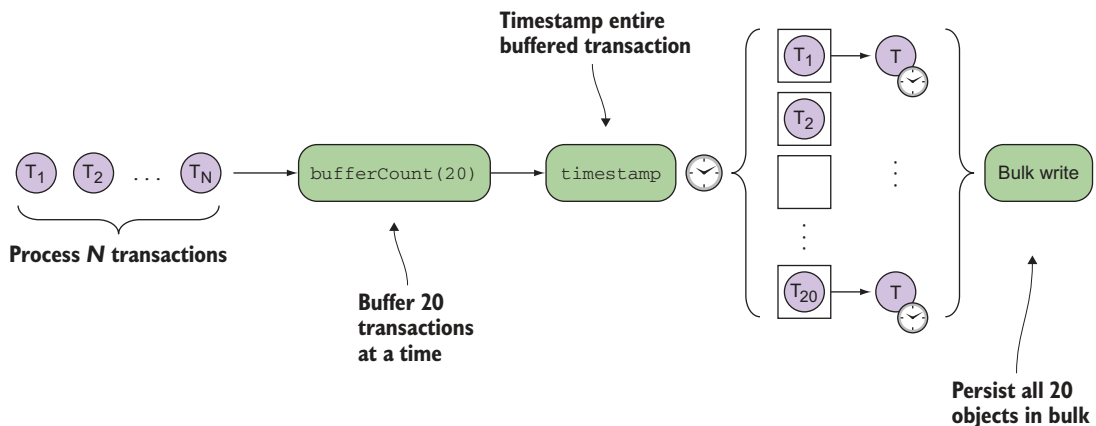 Timestamp entire
buffered transaction
T1
T
T2
T1
T2
. . .
TN
bufferCount(20)
timestamp
Bulk write
Process N transactions
T20
T
Buffer 20
transactions
at a time
Persist all 20
objects in bulk